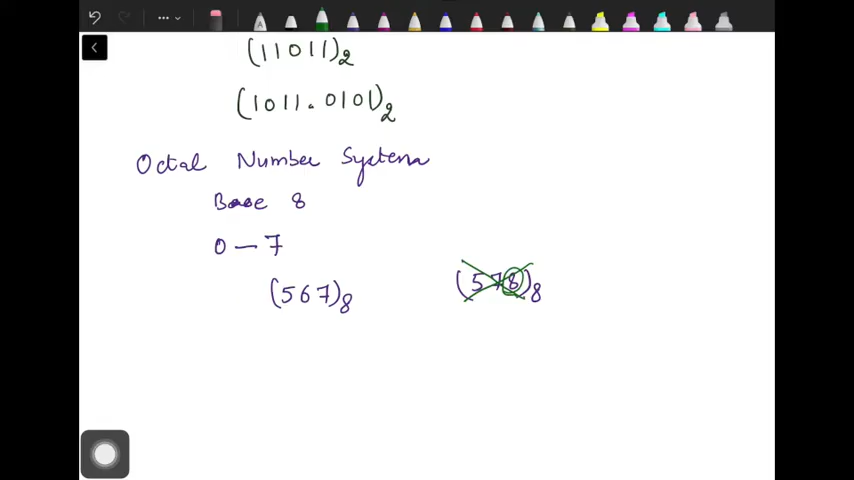 (11011)₂
(1011.0101)₂
Octal Number System
Base 8
0 — 7
(567)₈ (578)₈